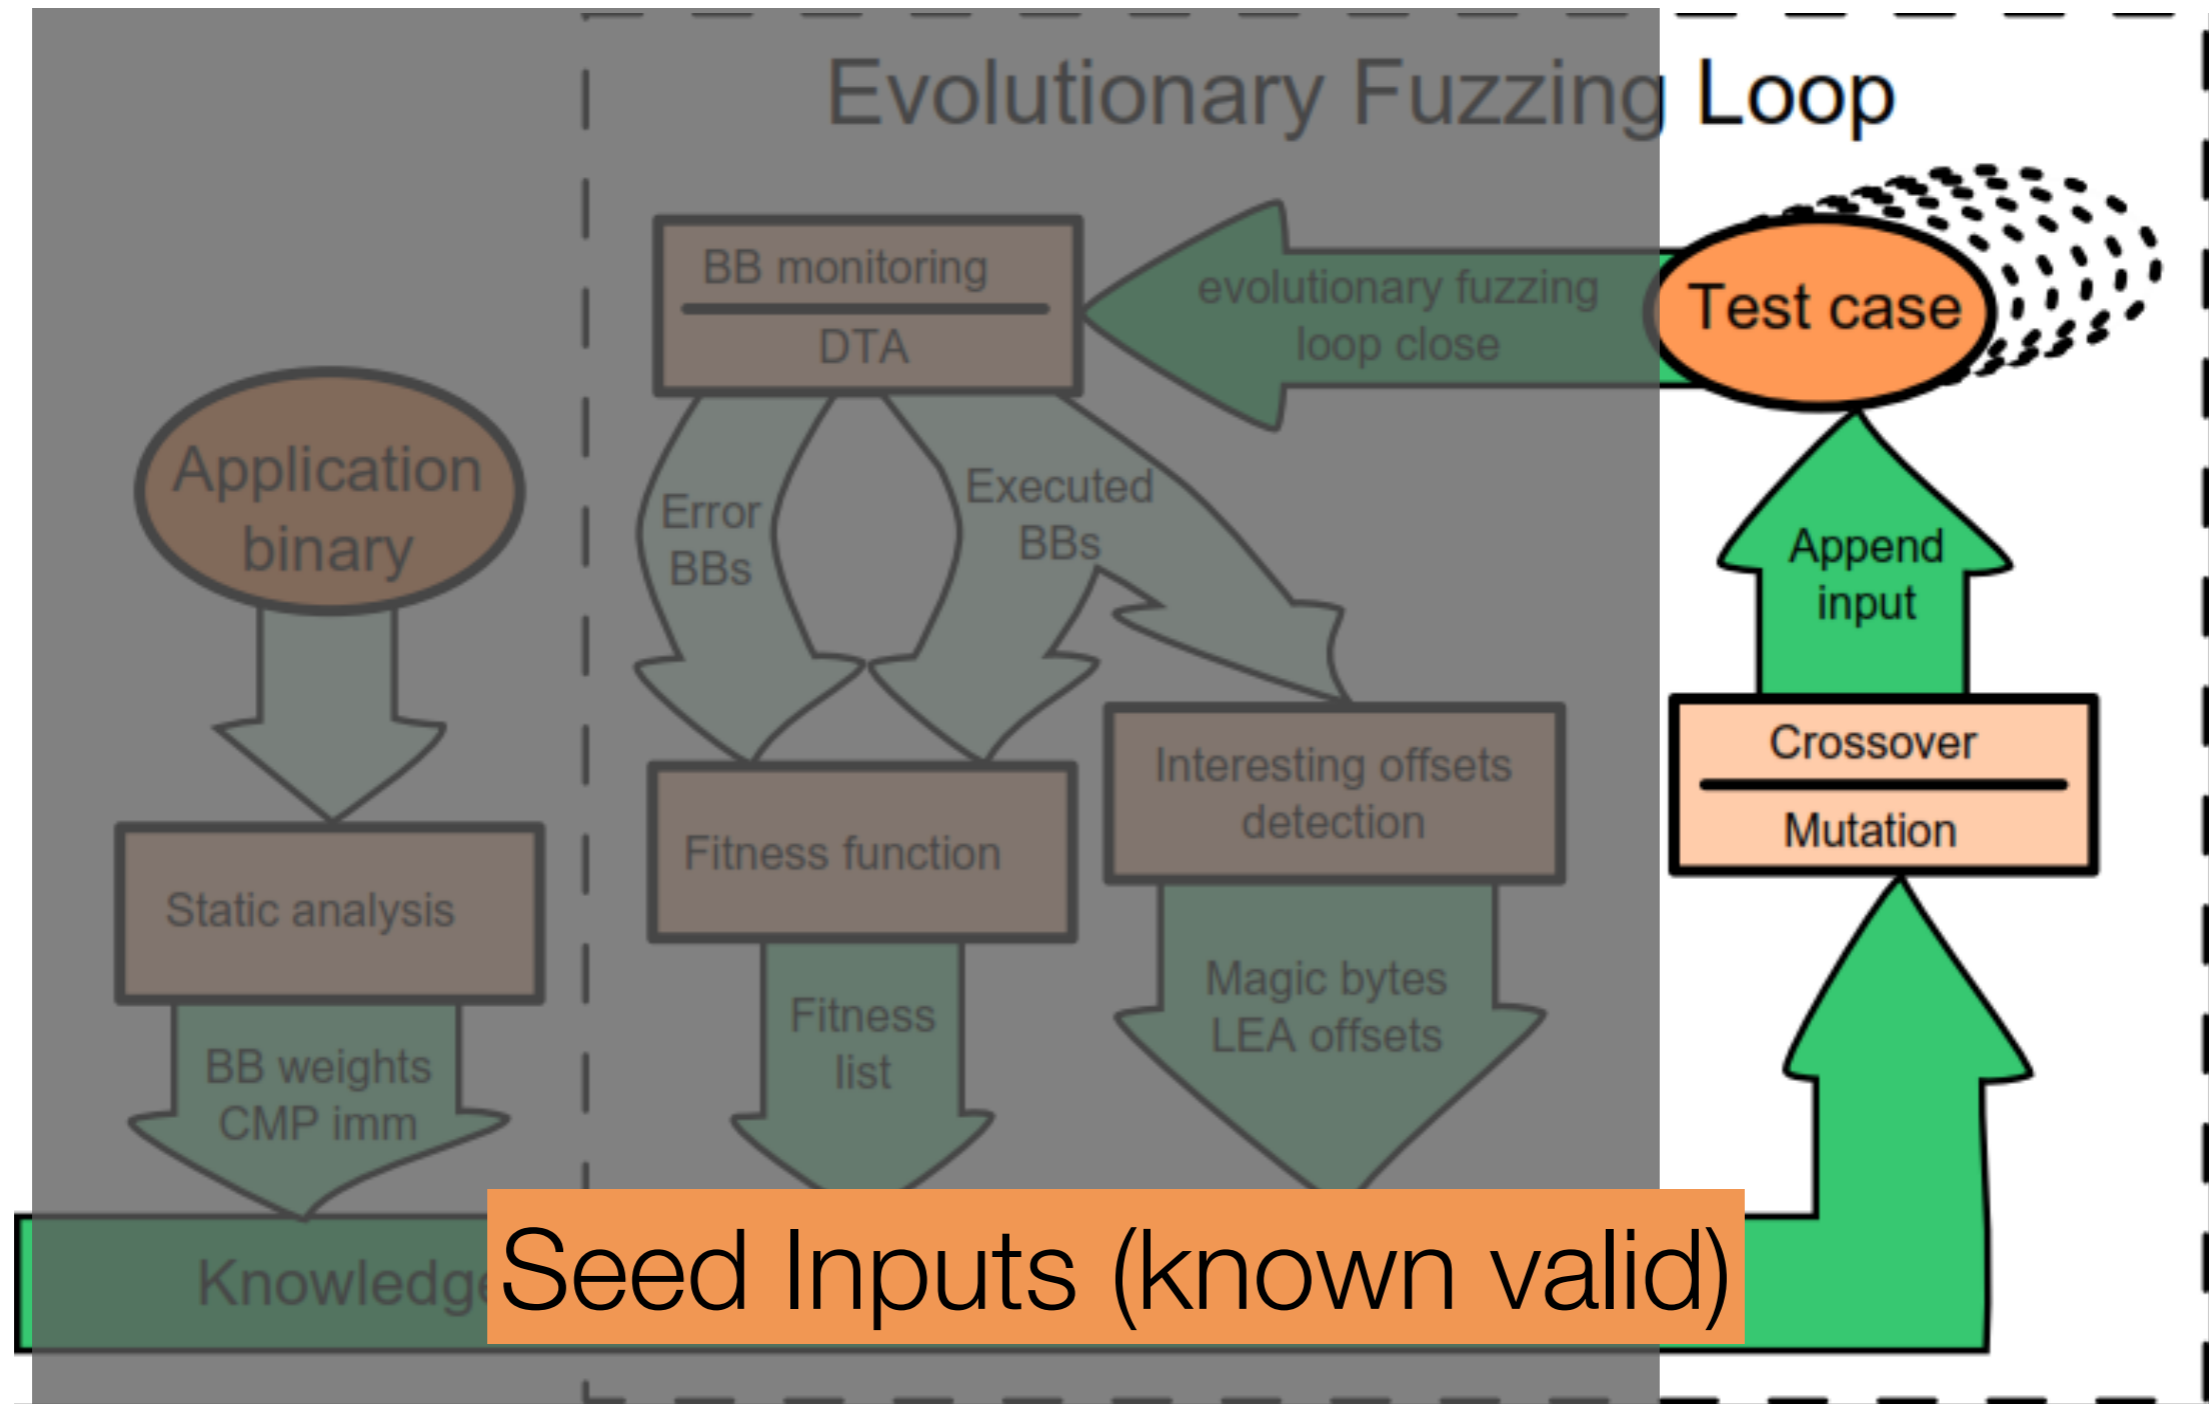 Evolutionary Fuzzing Loop
BB monitoring
DTA
evolutionary fuzzing
loop close
Test case
Application
binary
Error
BBs
Executed
BBs
Append
input
Crossover
Mutation
Interesting offsets
detection
Fitness function
Static analysis
Magic bytes
LEA offsets
Fitness
list
BB weights
CMP imm
Knowledge
Seed Inputs (known valid)